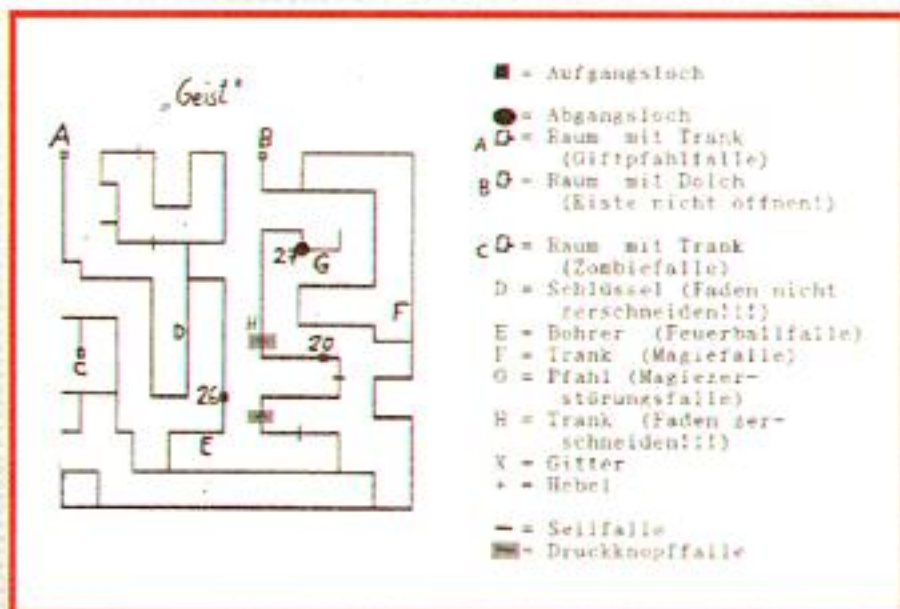 „Geist"
A
B
27
G
F
H
D
20
C
26
E
■ = Aufgangsloch
● = Abgangsloch
A = Raum mit Trank
(Giftpfahlfalle)
B = Raum mit Dolch
(Kiste nicht öffnen!)
C = Raum mit Trank
(Zombiefalle)
D = Schlüssel (Faden nicht
zerschneiden!!!)
E = Bohrer (Feuerballfalle)
F = Trank (Magiefalle)
G = Pfahl (Magiezer-
störungsfalle)
H = Trank (Faden zer-
schneiden!!!)
X = Gitter
+ = Hebel
— = Seilfalle
= Druckknopffalle